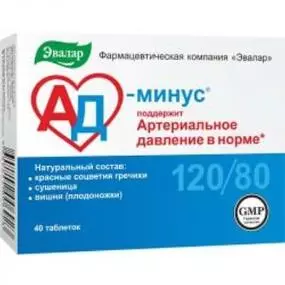 Эвалар
Фармацевтическая компания «Эвалар»
АД-минус®
поддержит
Артериальное
давление в норме*
Натуральный состав:
• красные соцветия гречихи
• сушеница
• вишня (плодоножки)
120/80
GMP
40 таблеток